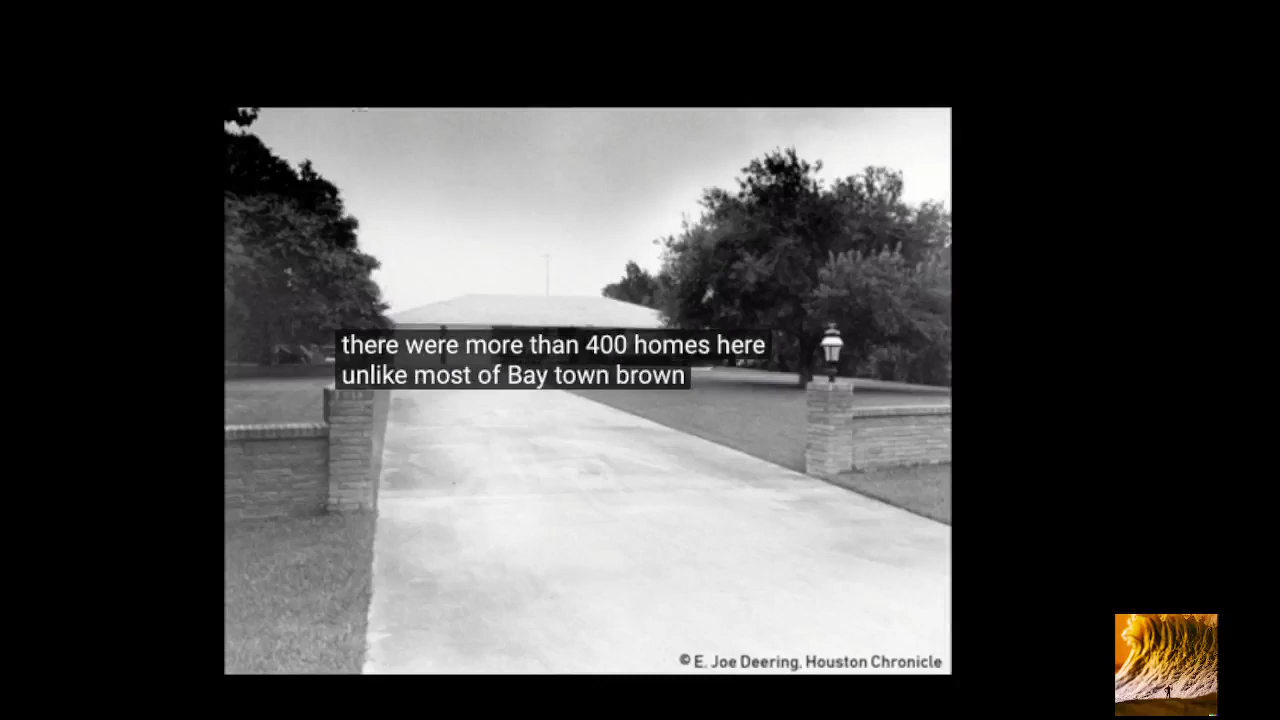 there were more than 400 homes here
unlike most of Bay town brown
© E. Joe Deering, Houston Chronicle